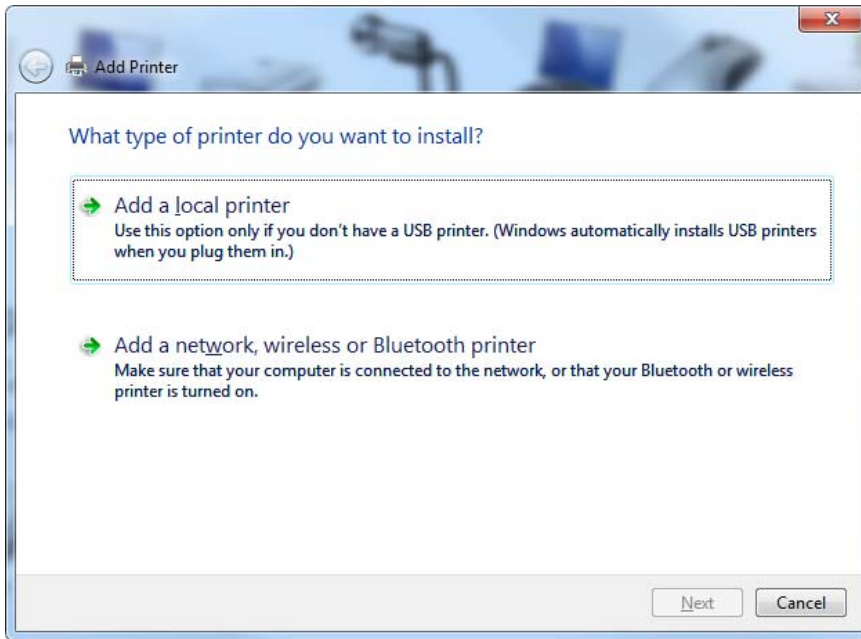 Add Printer
What type of printer do you want to install?
Add a local printer
Use this option only if you don't have a USB printer. (Windows automatically installs USB printers
when you plug them in.)
Add a network, wireless or Bluetooth printer
Make sure that your computer is connected to the network, or that your Bluetooth or wireless
printer is turned on.
Next
Cancel